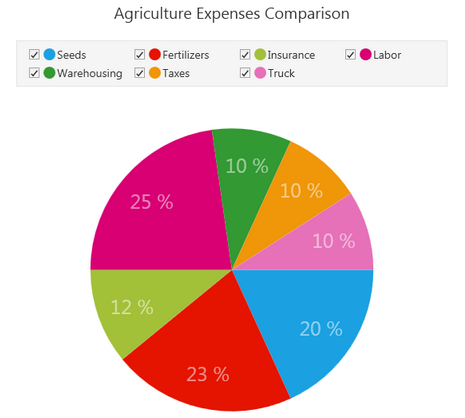 Agriculture Expenses Comparison
Seeds Fertilizers Insurance Labor
Warehousing Taxes Truck
10 %
10 %
25 %
10 %
12 %
20 %
23 %